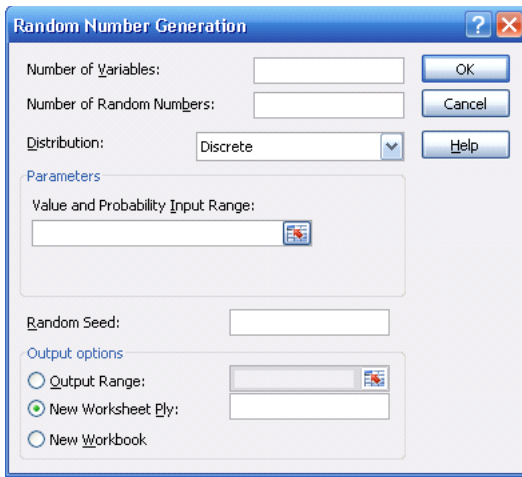 Random Number Generation
Number of Variables:
OK
Number of Random Numbers:
Cancel
Distribution:
Discrete
Help
Parameters
Value and Probability Input Range:
Random Seed:
Output options
Output Range:
New Worksheet Ply:
New Workbook